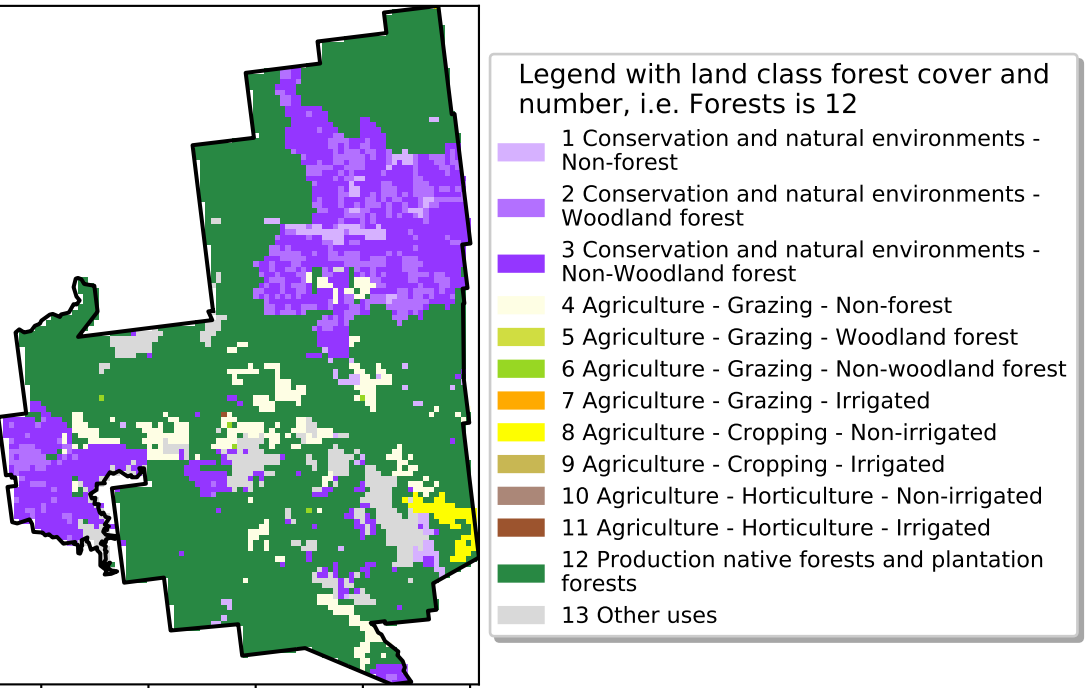 Legend with land class forest cover and
number, i.e. Forests is 12
1 Conservation and natural environments -
Non-forest
2 Conservation and natural environments -
Woodland forest
3 Conservation and natural environments -
Non-Woodland forest
4 Agriculture - Grazing - Non-forest
5 Agriculture - Grazing - Woodland forest
6 Agriculture - Grazing - Non-woodland forest
7 Agriculture - Grazing - Irrigated
8 Agriculture - Cropping - Non-irrigated
9 Agriculture - Cropping - Irrigated
10 Agriculture - Horticulture - Non-irrigated
11 Agriculture - Horticulture - Irrigated
12 Production native forests and plantation
forests
13 Other uses